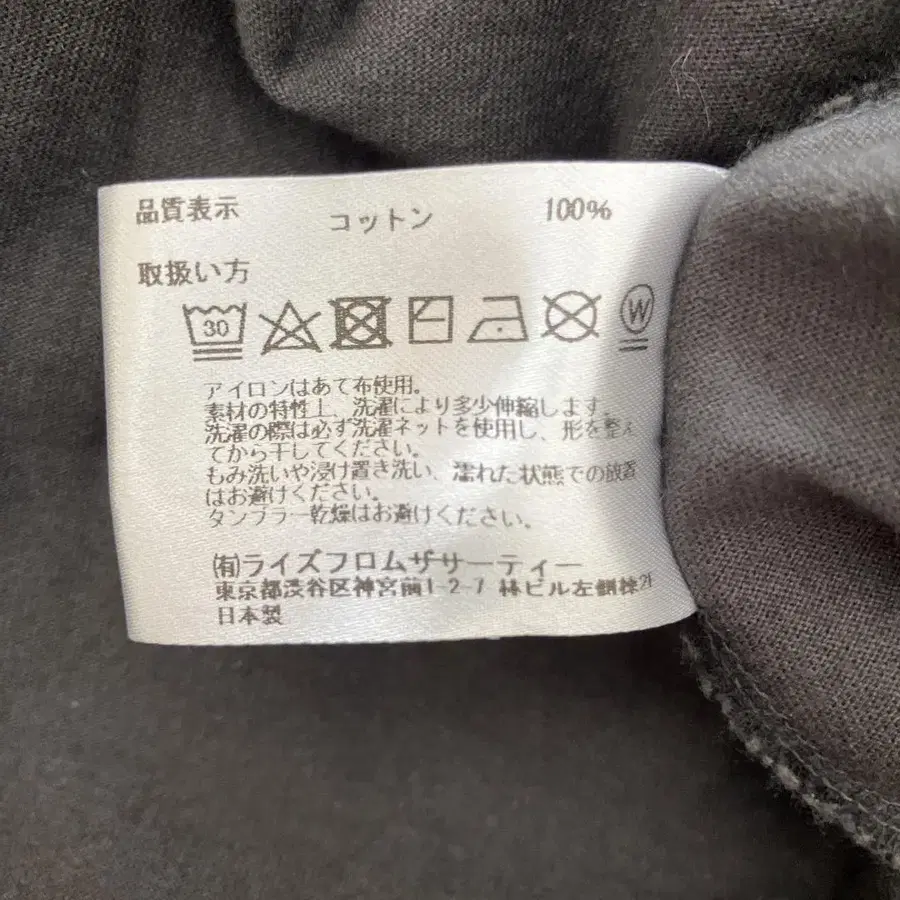 品質表示 コットン 100%
取扱い方
30 W
アイロンはあて布使用。
素材の特性上、洗濯により多少伸縮します。
洗濯の際は必ず洗濯ネットを使用し、形を整え
てから干してください。
もみ洗いや浸け置き洗い、濡れた状態での放置
はお避けください。
タンブラー乾燥はお避けください。
㈲ライズフロムザサーティー
東京都渋谷区神宮前1-2-7 林ビル左側棟2F
日本製